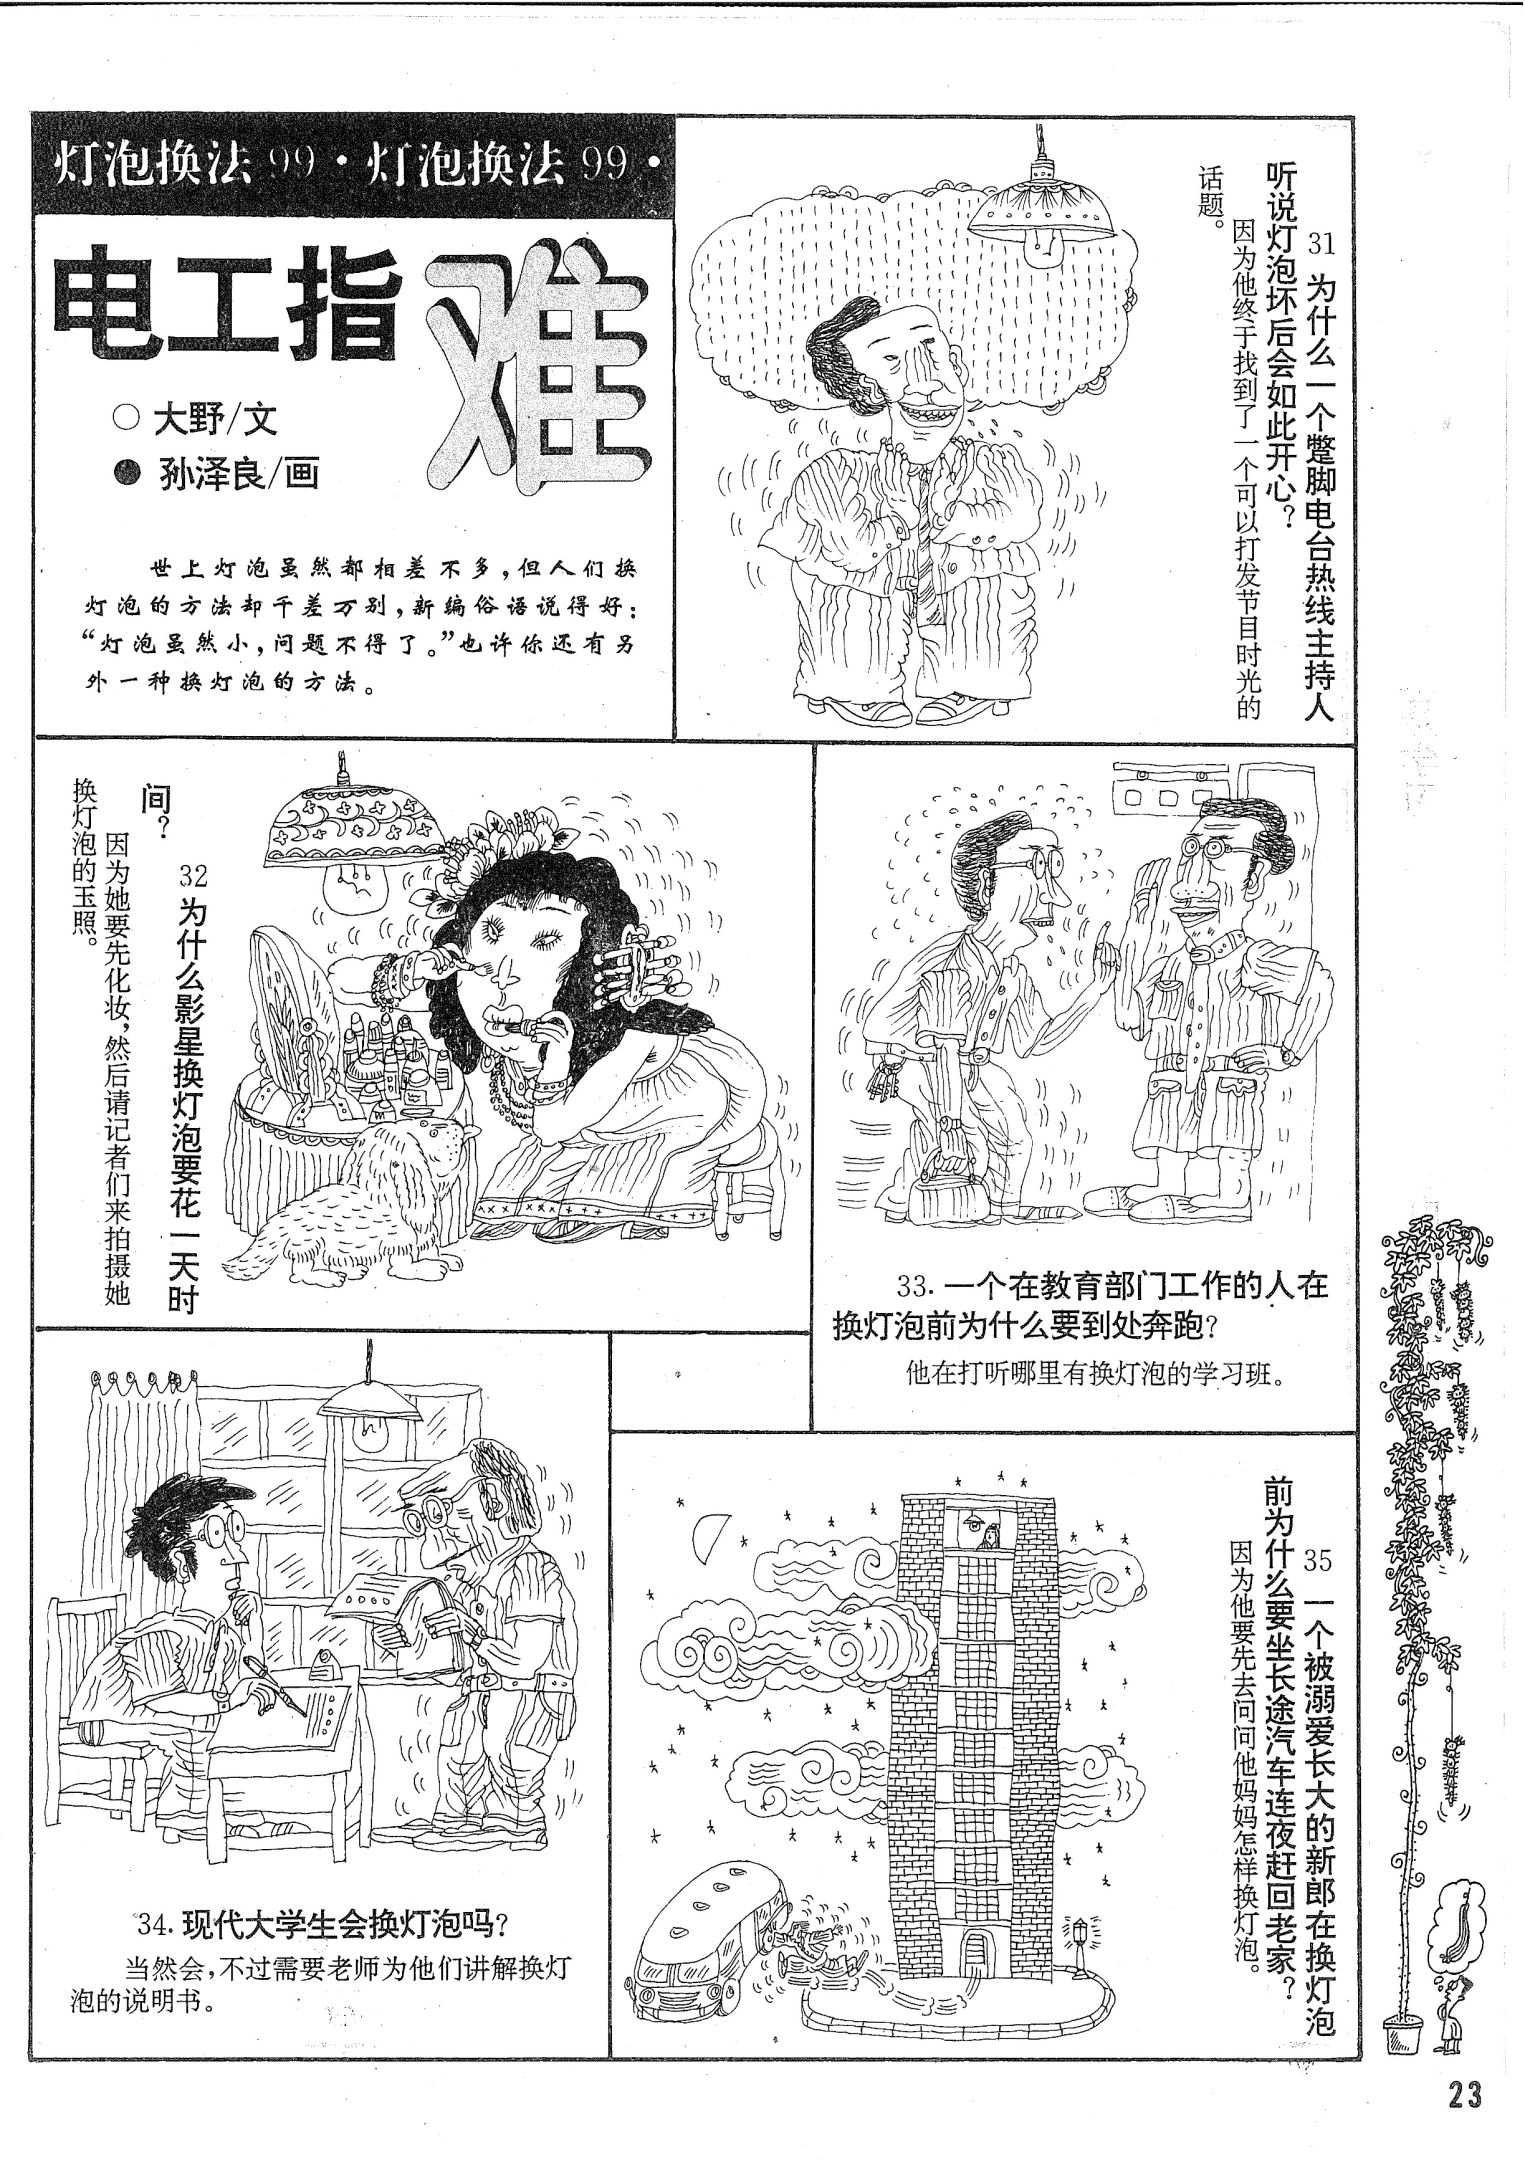 灯泡换法99·灯泡换法99·
电工指难
○ 大野/文
● 孙泽良/画
世上灯泡虽然都相差不多,但人们换
灯泡的方法却千差万别,新编俗语说得好:
“灯泡虽然小,问题不得了。”也许你还有另
外一种换灯泡的方法。
31 为什么一个蹩脚电台热线主持人
听说灯泡坏后会如此开心?
因为他终于找到了一个可以打发节目时光的
话题。
32 为什么影星换灯泡要花一天时
间?
因为她要先化妆,然后请记者们来拍摄她
换灯泡的玉照。
33. 一个在教育部门工作的人在
换灯泡前为什么要到处奔跑?
他在打听哪里有换灯泡的学习班。
34. 现代大学生会换灯泡吗?
当然会,不过需要老师为他们讲解换灯
泡的说明书。
35 一个被溺爱长大的新郎在换灯泡
前为什么要坐长途汽车连夜赶回老家?
因为他要先去问问他妈妈怎样换灯泡。
23